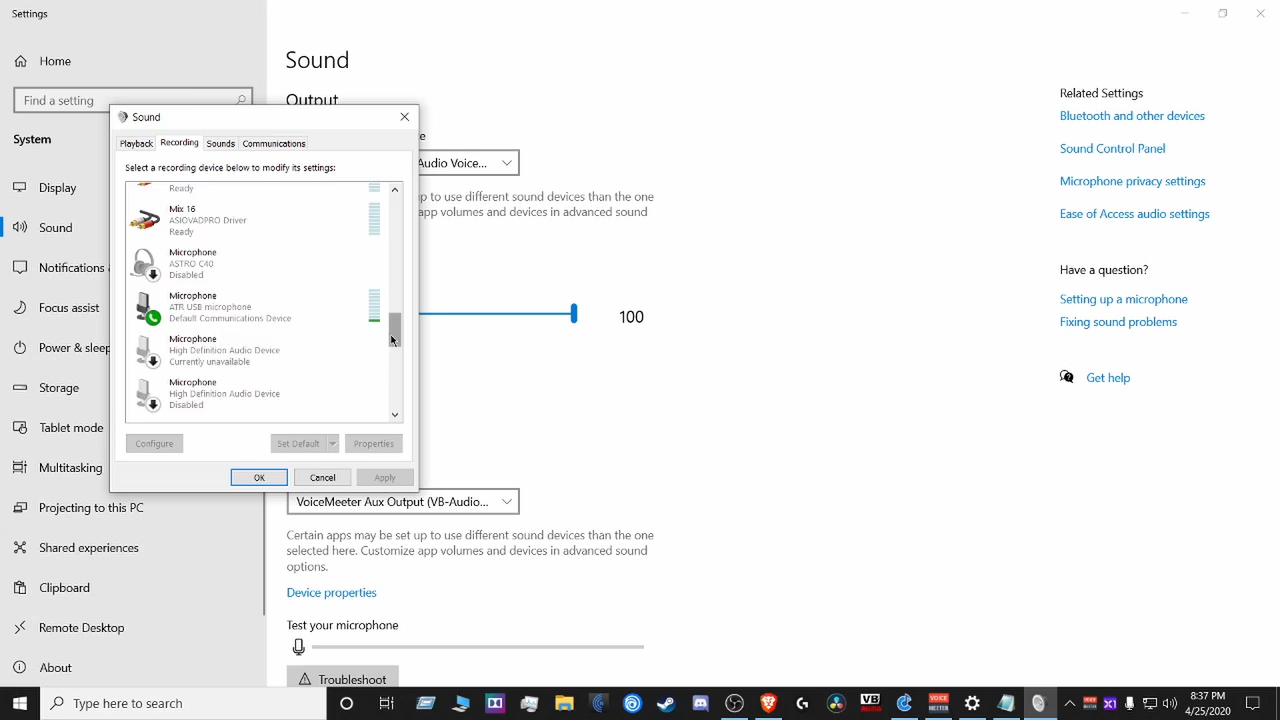 Settings
Home
Find a setting
System
Display
Sound
Notifications
Focus assist
Power & sleep
Storage
Tablet mode
Multitasking
Projecting to this PC
Shared experiences
Clipboard
Remote Desktop
About
Sound
Output
Audio Voice...
up to use different sound devices than the one
app volumes and devices in advanced sound
100
VoiceMeeter Aux Output (VB-Audio...
Certain apps may be set up to use different sound devices than the one
selected here. Customize app volumes and devices in advanced sound
options.
Device properties
Test your microphone
Troubleshoot
Sound
Playback Recording Sounds Communications
Select a recording device below to modify its settings:
Ready
Mix 16
ASIOVADPRO Driver
Ready
Microphone
ASTRO C40
Disabled
Microphone
ATR USB microphone
Default Communications Device
Microphone
High Definition Audio Device
Currently unavailable
Microphone
High Definition Audio Device
Disabled
Configure Set Default Properties
OK Cancel Apply
Related Settings
Bluetooth and other devices
Sound Control Panel
Microphone privacy settings
Ease of Access audio settings
Have a question?
Setting up a microphone
Fixing sound problems
Get help
Type here to search
VB
VOICE
MEETER
X1
8:37 PM
4/25/2020